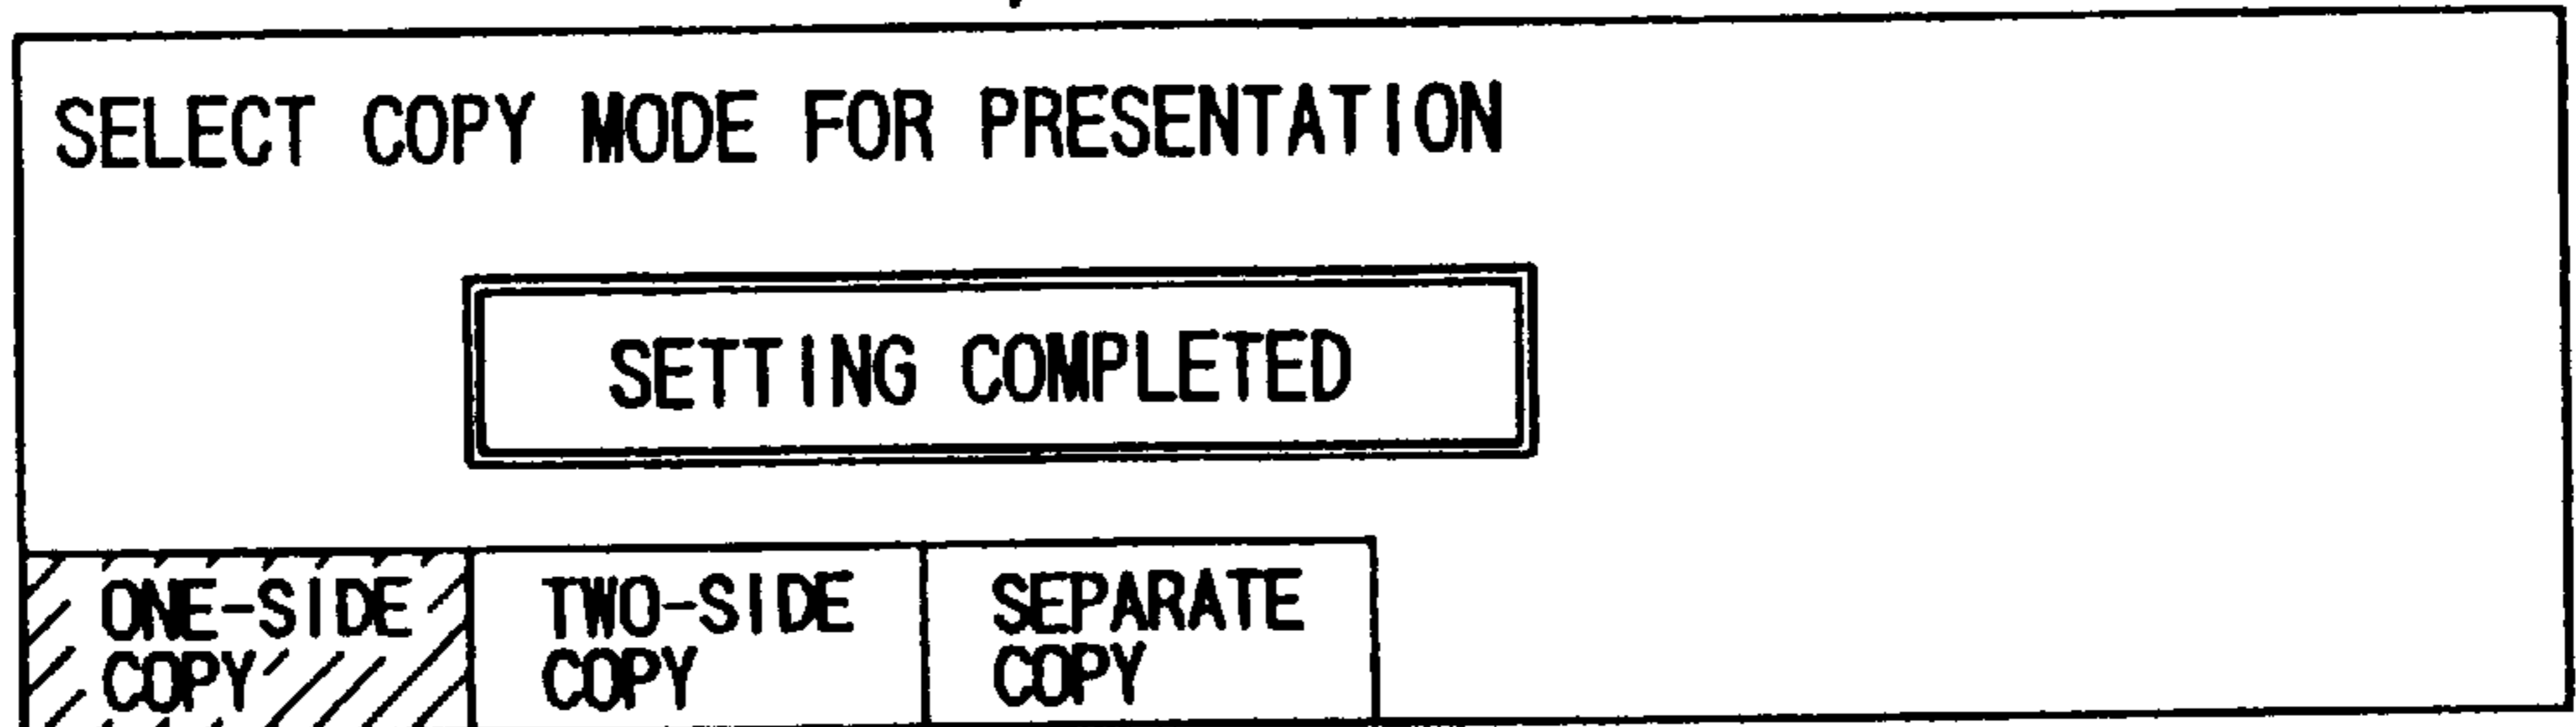 SELECT COPY MODE FOR PRESENTATION
SETTING COMPLETED
ONE-SIDE
COPY
TWO-SIDE
COPY
SEPARATE
COPY